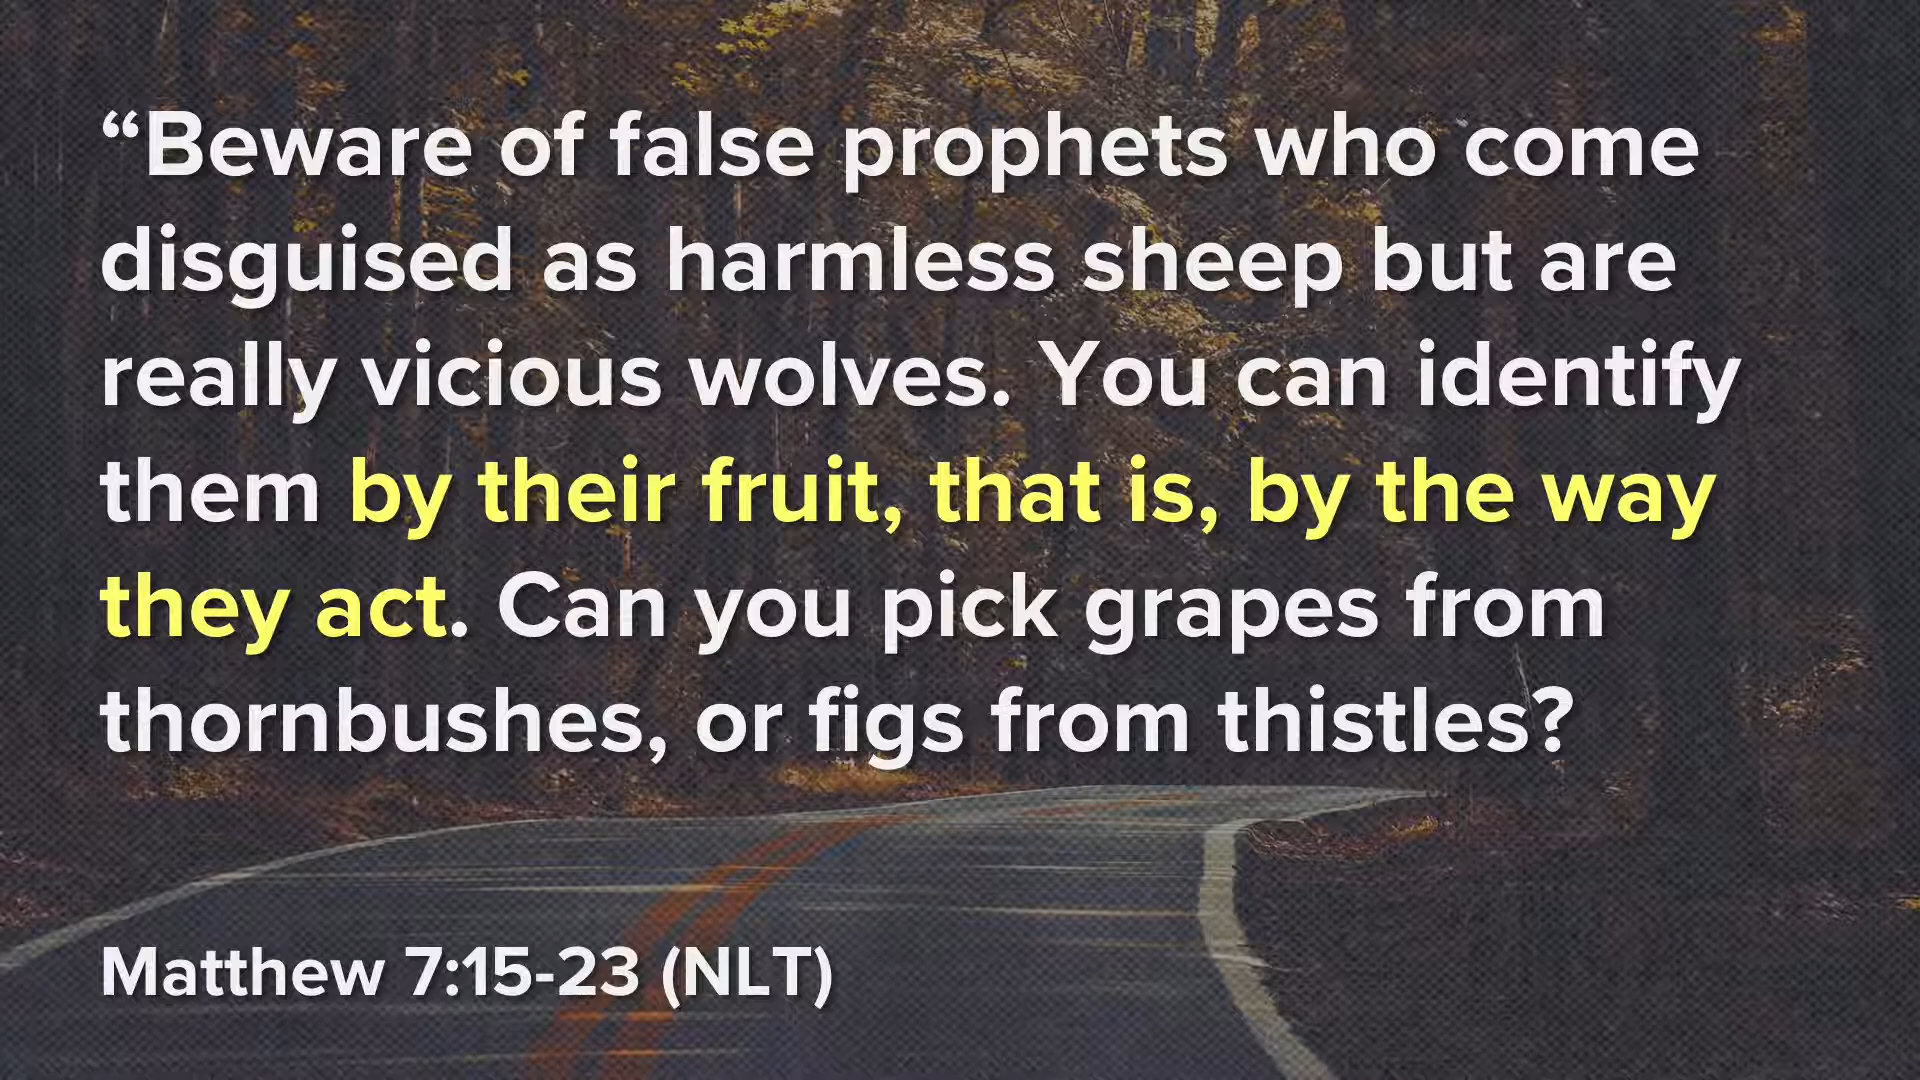 “Beware of false prophets who come
disguised as harmless sheep but are
really vicious wolves. You can identify
them by their fruit, that is, by the way
they act. Can you pick grapes from
thornbushes, or figs from thistles?
Matthew 7:15-23 (NLT)